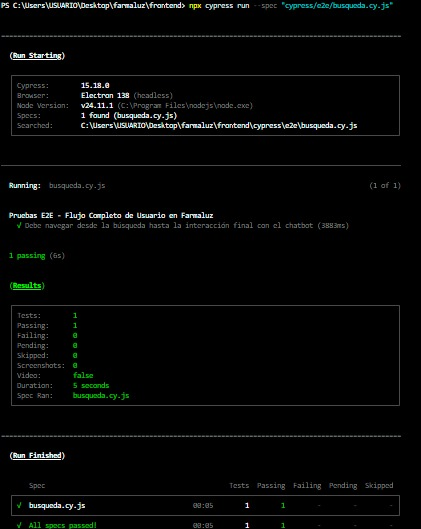 PS C:\Users\USUARIO\Desktop\farmaluz\frontend> npx cypress run --spec "cypress/e2e/busqueda.cy.js"
(Run Starting)
Cypress: 15.18.0
Browser: Electron 138 (headless)
Node Version: v24.11.1 (C:\Program Files\nodejs\node.exe)
Specs: 1 found (busqueda.cy.js)
Searched: C:\Users\USUARIO\Desktop\farmaluz\frontend\cypress\e2e\busqueda.cy.js
Running: busqueda.cy.js (1 of 1)
Pruebas E2E - Flujo Completo de Usuario en Farmaluz
√ Debe navegar desde la búsqueda hasta la interacción final con el chatbot (3883ms)
1 passing (6s)
(Results)
Tests: 1
Passing: 1
Failing: 0
Pending: 0
Skipped: 0
Screenshots: 0
Video: false
Duration: 5 seconds
Spec Ran: busqueda.cy.js
(Run Finished)
Spec Tests Passing Failing Pending Skipped
√ busqueda.cy.js 00:05 1 1 - - -
√ All specs passed! 00:05 1 1 - - -